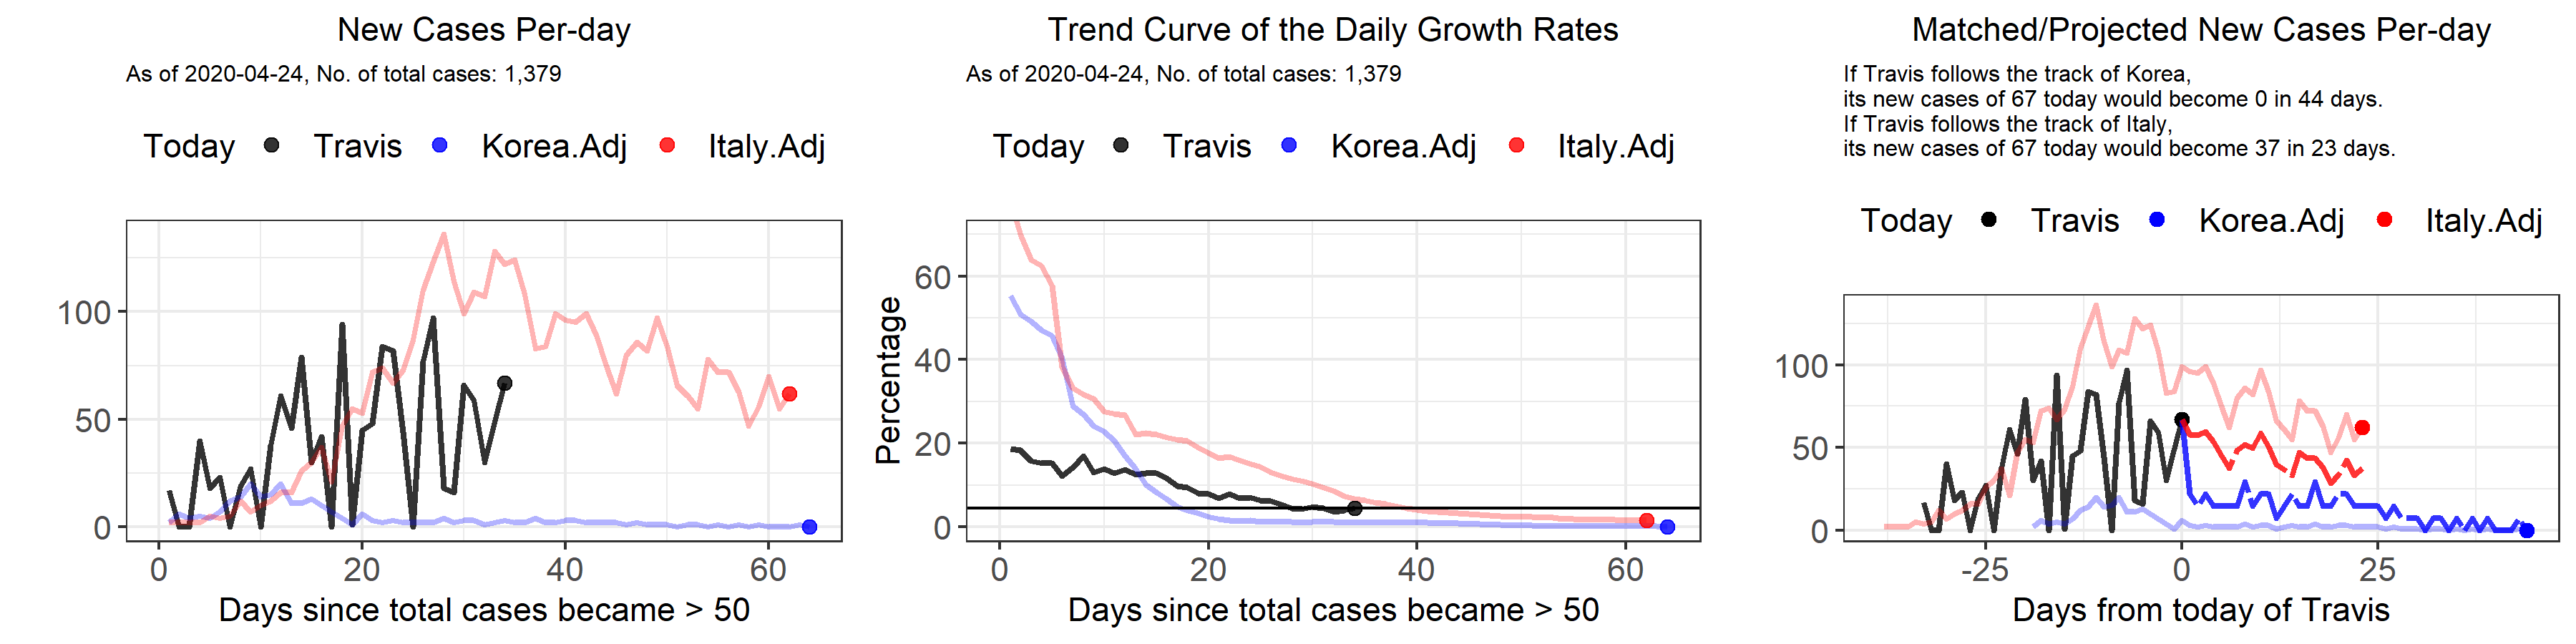 New Cases Per-day
As of 2020-04-24, No. of total cases: 1,379
Today Travis Korea.Adj Italy.Adj
100
50
0
0 20 40 60
Days since total cases became > 50
Trend Curve of the Daily Growth Rates
As of 2020-04-24, No. of total cases: 1,379
Today Travis Korea.Adj Italy.Adj
Percentage
60
40
20
0
0 20 40 60
Days since total cases became > 50
Matched/Projected New Cases Per-day
If Travis follows the track of Korea,
its new cases of 67 today would become 0 in 44 days.
If Travis follows the track of Italy,
its new cases of 67 today would become 37 in 23 days.
Today Travis Korea.Adj Italy.Adj
100
50
0
-25 0 25
Days from today of Travis